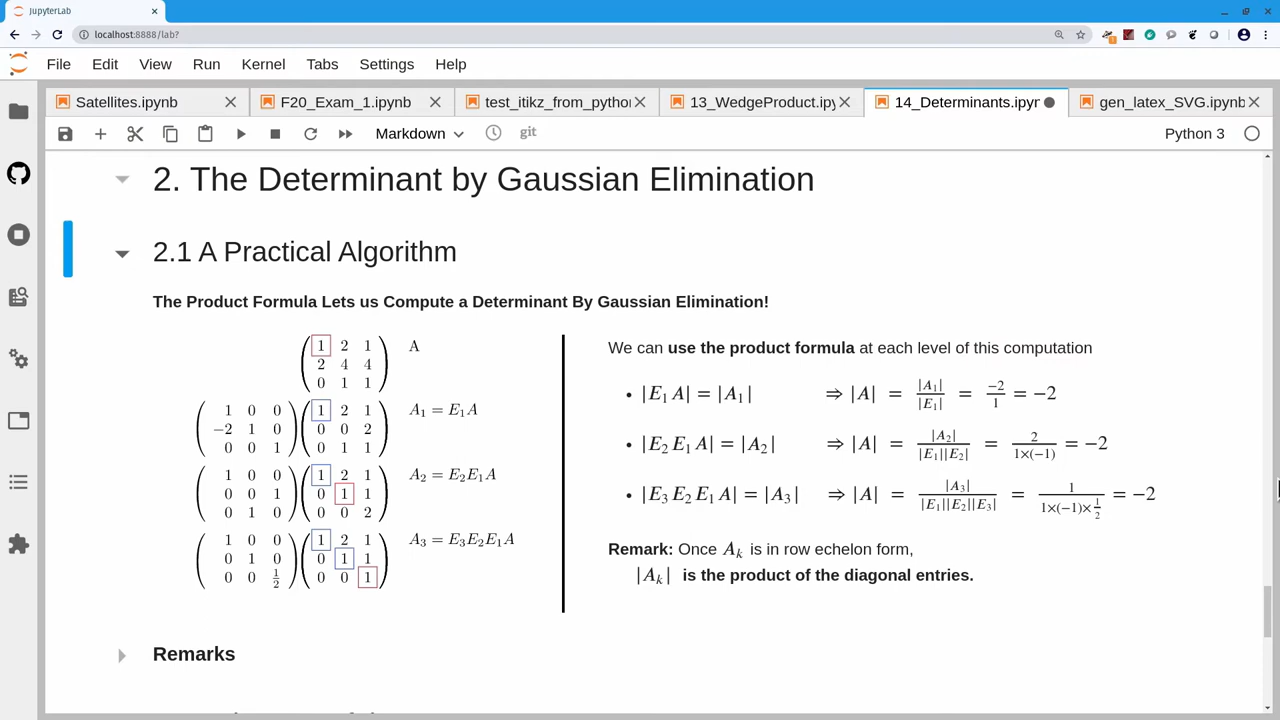 JupyterLab
localhost:8888/lab?
File Edit View Run Kernel Tabs Settings Help
Satellites.ipynb F20_Exam_1.ipynb test_itikz_from_pytho 13_WedgeProduct.ipy 14_Determinants.ipyn gen_latex_SVG.ipynb
Markdown git Python 3
2. The Determinant by Gaussian Elimination
2.1 A Practical Algorithm
The Product Formula Lets us Compute a Determinant By Gaussian Elimination!
1 2 1 A
2 4 4
0 1 1
1 0 0 1 2 1 A₁ = E₁A
−2 1 0 0 0 2
0 0 1 0 1 1
1 0 0 1 2 1 A₂ = E₂E₁A
0 0 1 0 1 1
0 1 0 0 0 2
1 0 0 1 2 1 A₃ = E₃E₂E₁A
0 1 0 0 1 1
0 0 1/2 0 0 1
We can use the product formula at each level of this computation
• |E₁A| = |A₁| ⇒ |A| = |A₁|/|E₁| = −2/1 = −2
• |E₂E₁A| = |A₂| ⇒ |A| = |A₂|/|E₁||E₂| = 2/1×(−1) = −2
• |E₃E₂E₁A| = |A₃| ⇒ |A| = |A₃|/|E₁||E₂||E₃| = 1/1×(−1)×1/2 = −2
Remark: Once Aₖ is in row echelon form,
|Aₖ| is the product of the diagonal entries.
Remarks